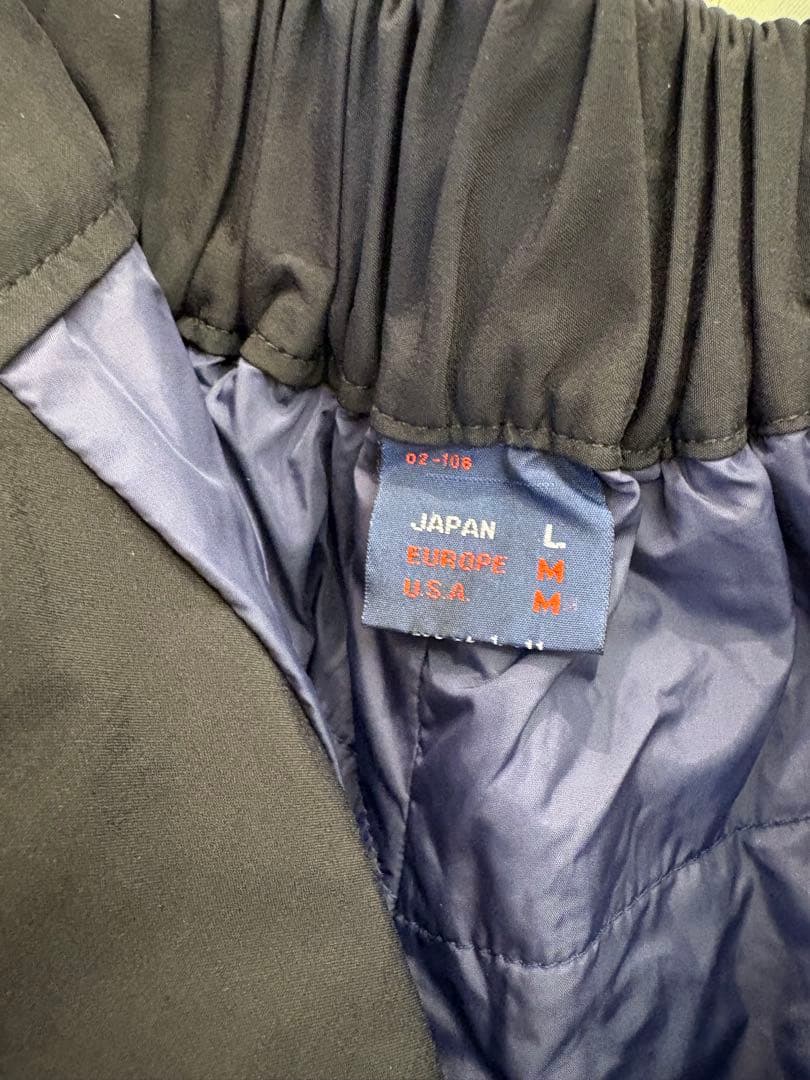 02-106
JAPAN L
EUROPE M
U.S.A. M